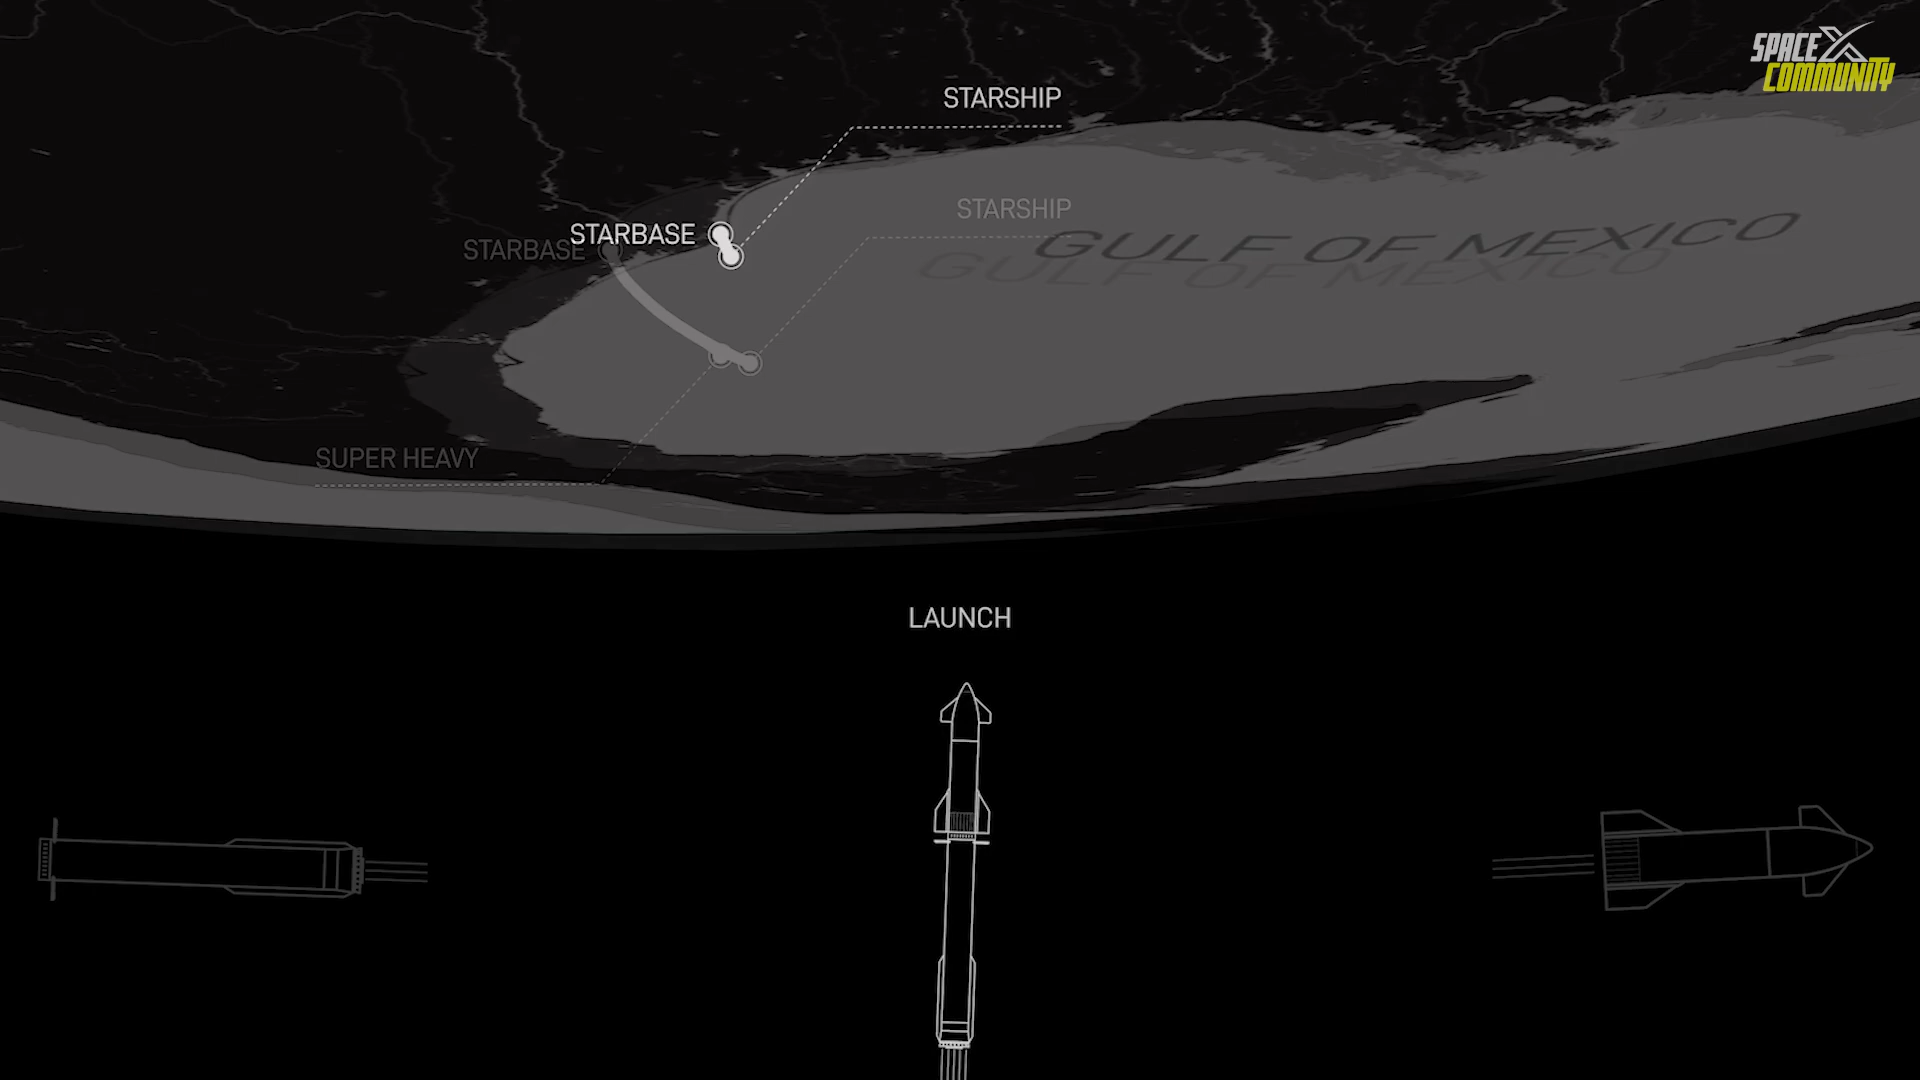 SPACEX
COMMUNITY
STARSHIP
STARSHIP
STARBASE
STARBASE
GULF OF MEXICO
GULF OF MEXICO
SUPER HEAVY
LAUNCH